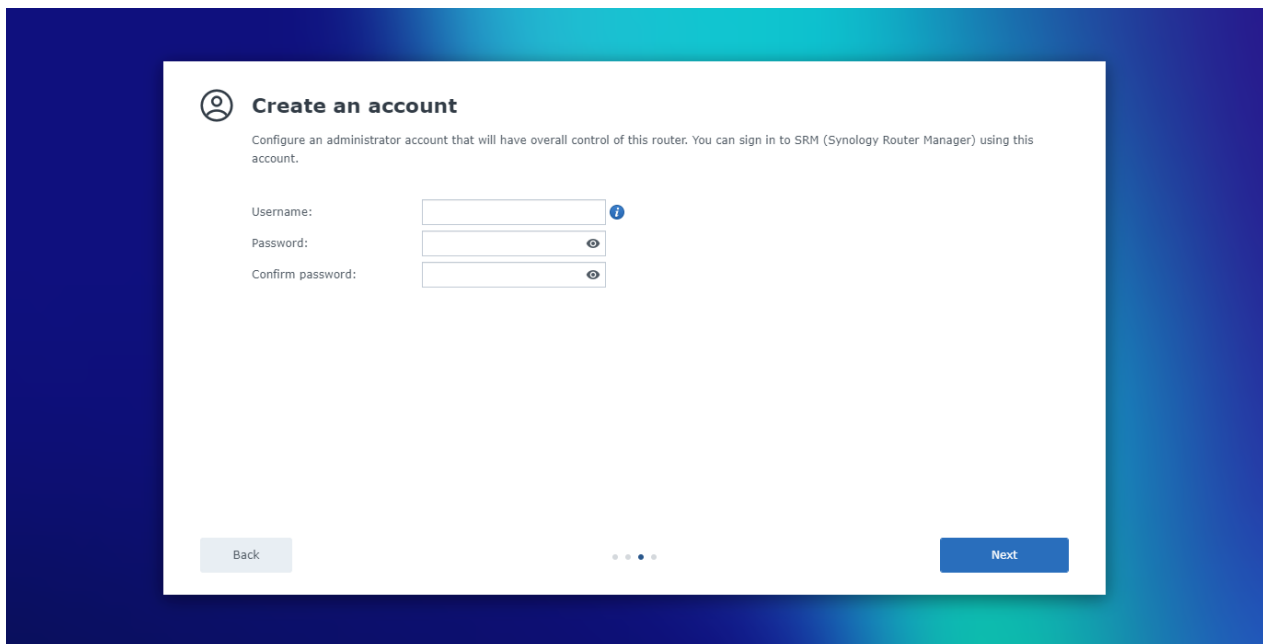 Create an account
Configure an administrator account that will have overall control of this router. You can sign in to SRM (Synology Router Manager) using this
account.
Username:
Password:
Confirm password:
Back
Next